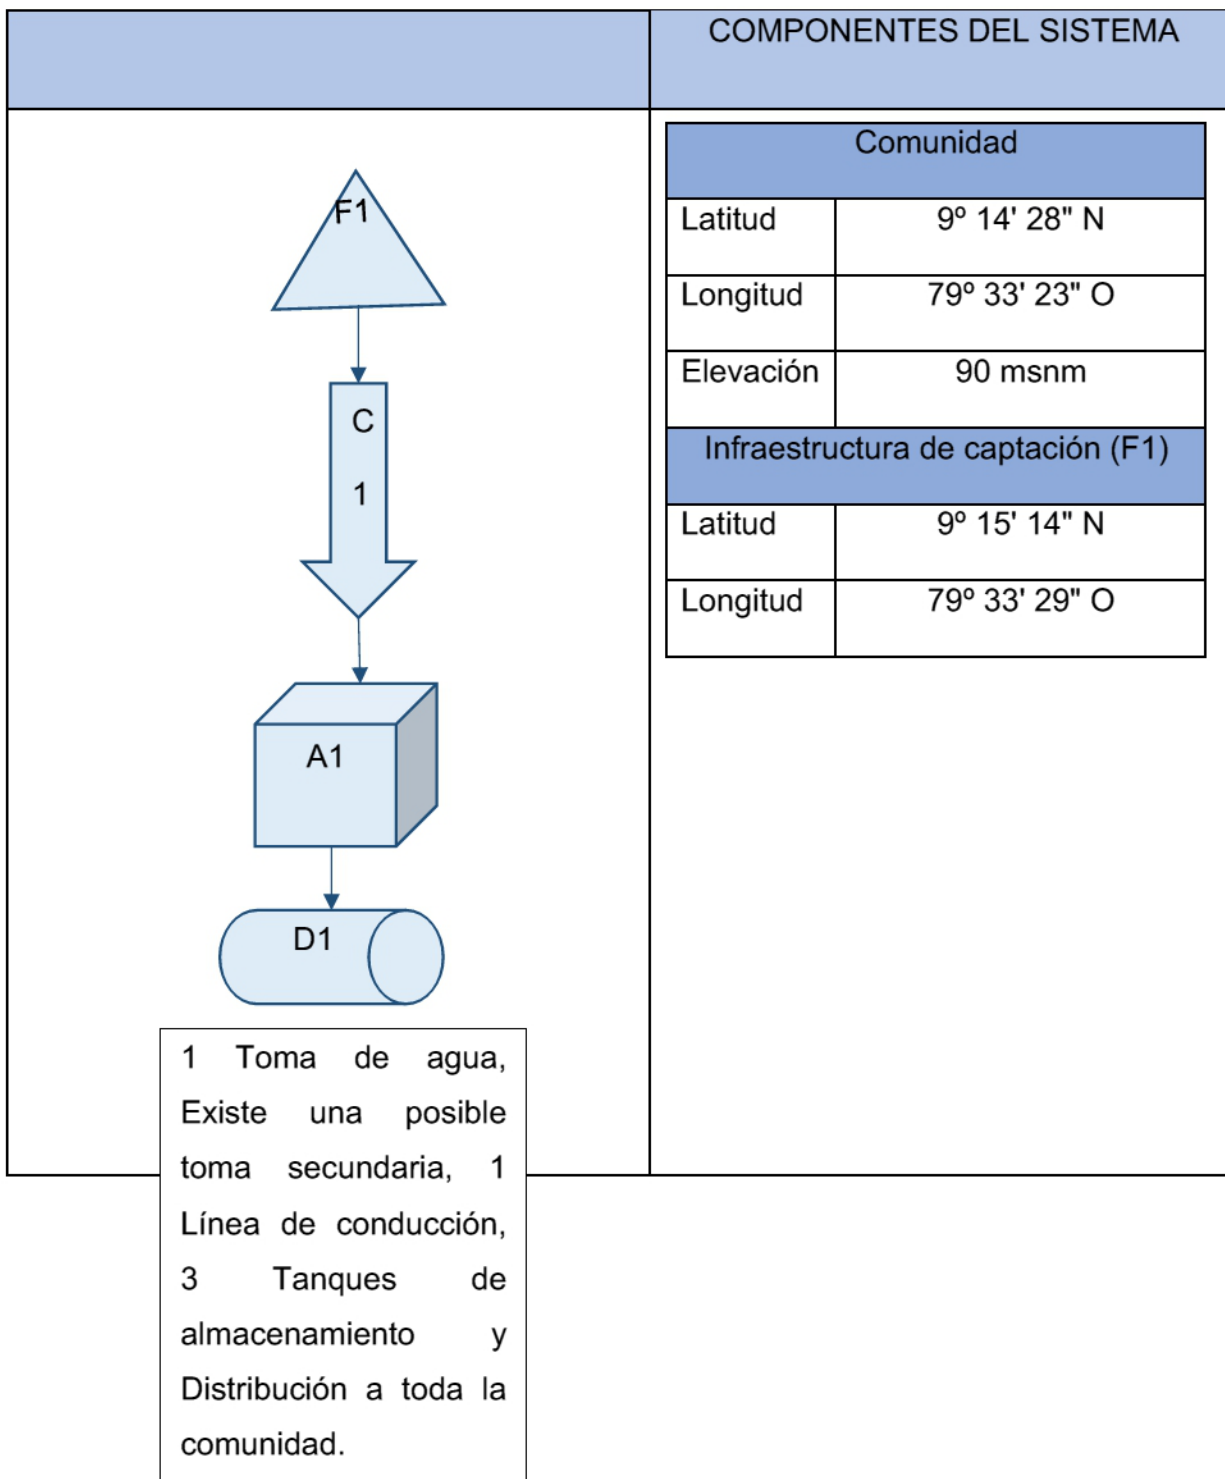 COMPONENTES DEL SISTEMA
F1
C
1
A1
D1
1 Toma de agua,
Existe una posible
toma secundaria, 1
Línea de conducción,
3 Tanques de
almacenamiento y
Distribución a toda la
comunidad.
Comunidad
Latitud 9º 14' 28" N
Longitud 79º 33' 23" O
Elevación 90 msnm
Infraestructura de captación (F1)
Latitud 9º 15' 14" N
Longitud 79º 33' 29" O